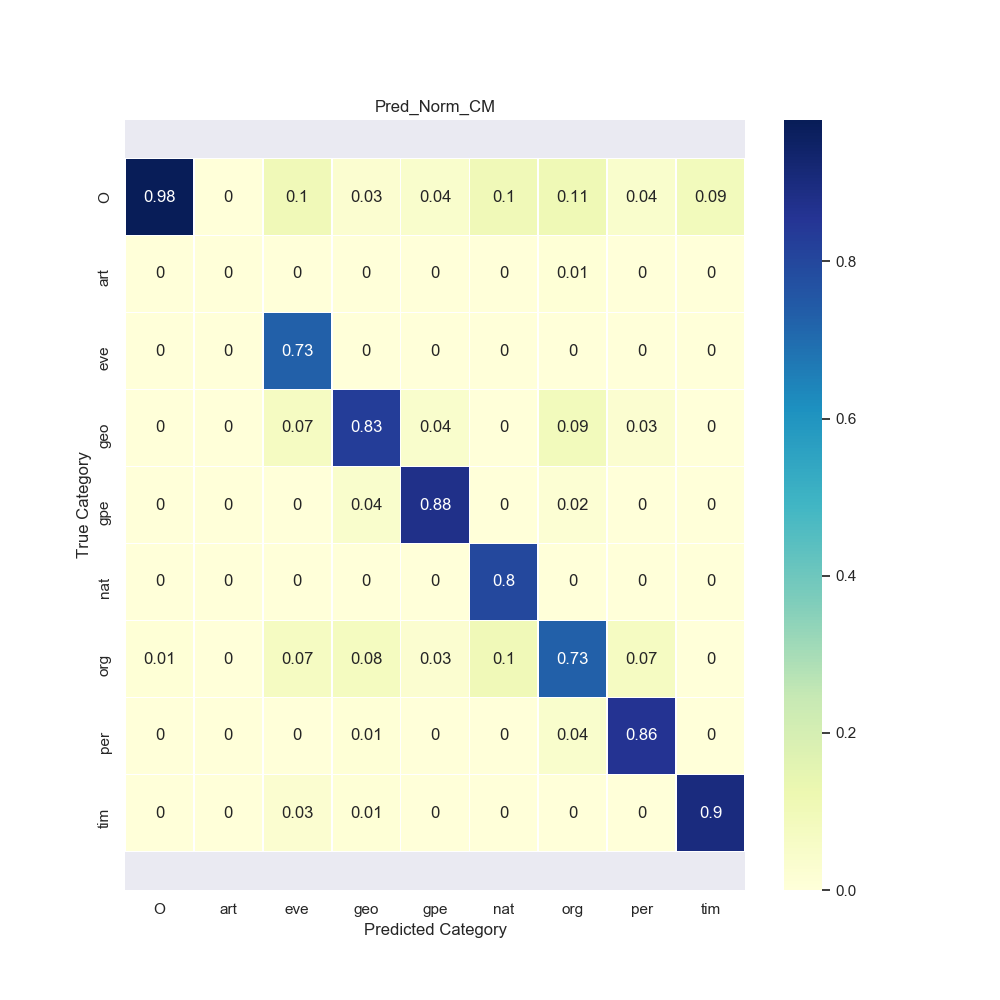 Pred_Norm_CM
O 0.98 0 0.1 0.03 0.04 0.1 0.11 0.04 0.09
art 0 0 0 0 0 0 0.01 0 0
eve 0 0 0.73 0 0 0 0 0 0
geo 0 0 0.07 0.83 0.04 0 0.09 0.03 0
gpe 0 0 0 0.04 0.88 0 0.02 0 0
nat 0 0 0 0 0 0.8 0 0 0
org 0.01 0 0.07 0.08 0.03 0.1 0.73 0.07 0
per 0 0 0 0.01 0 0 0.04 0.86 0
tim 0 0 0.03 0.01 0 0 0 0 0.9
True Category
O art eve geo gpe nat org per tim
Predicted Category
0.8
0.6
0.4
0.2
0.0